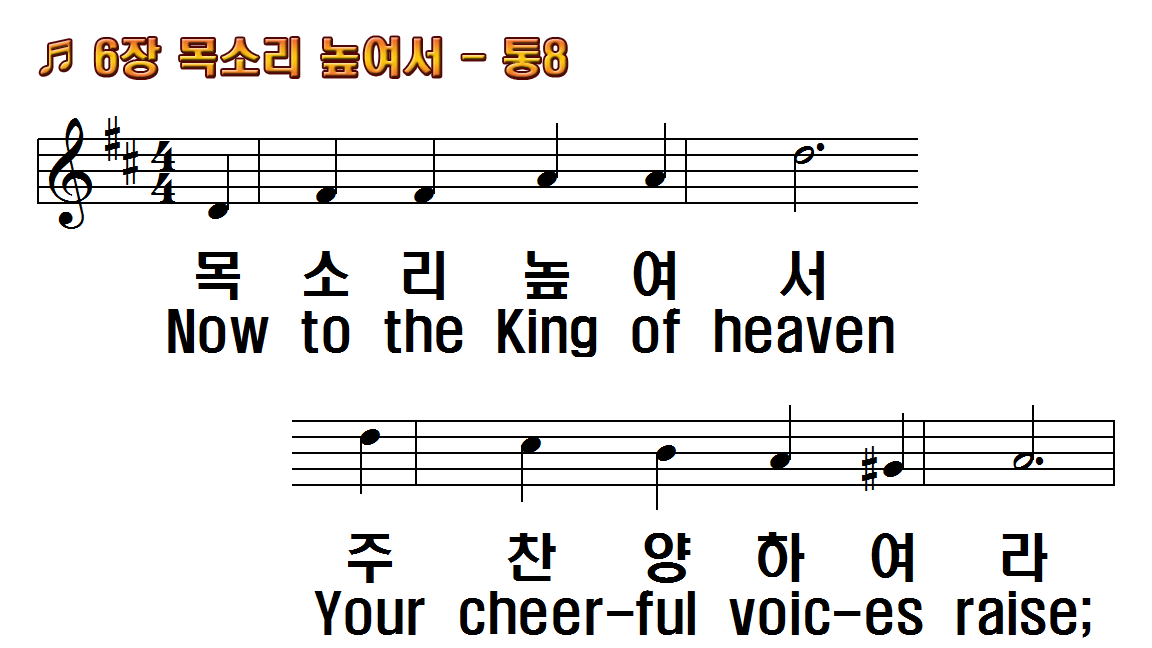 ♬ 6장 목소리 높여서 - 통8
목 소 리 높 여 서
Now to the King of heaven
주 찬 양 하 여 라
Your cheer-ful voic-es raise;